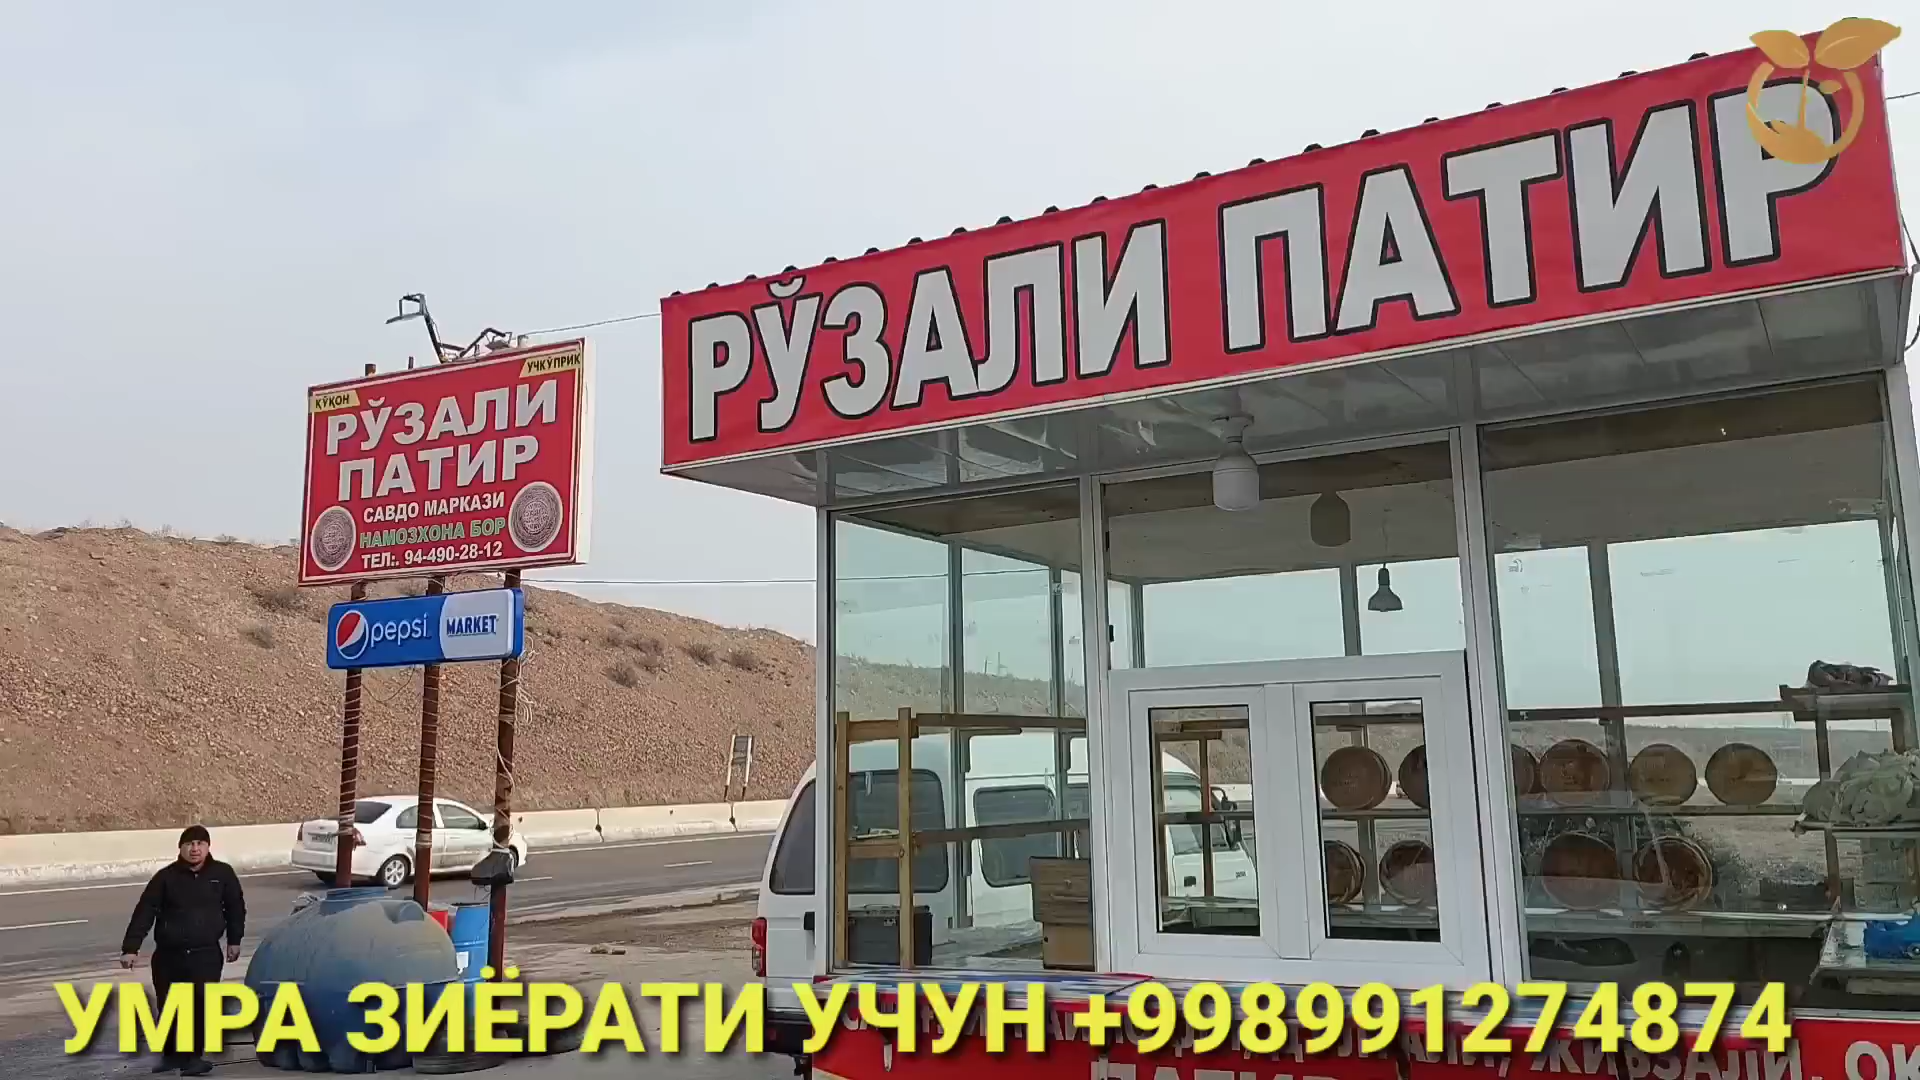 РЎЗАЛИ ПАТИР
ҚЎҚОН
УЧКЎПРИК
РЎЗАЛИ
ПАТИР
САВДО МАРКАЗИ
НАМОЗХОНА БОР
ТЕЛ:. 94-490-28-12
pepsi MARKET
УМРА ЗИЁРАТИ УЧУН +998991274874